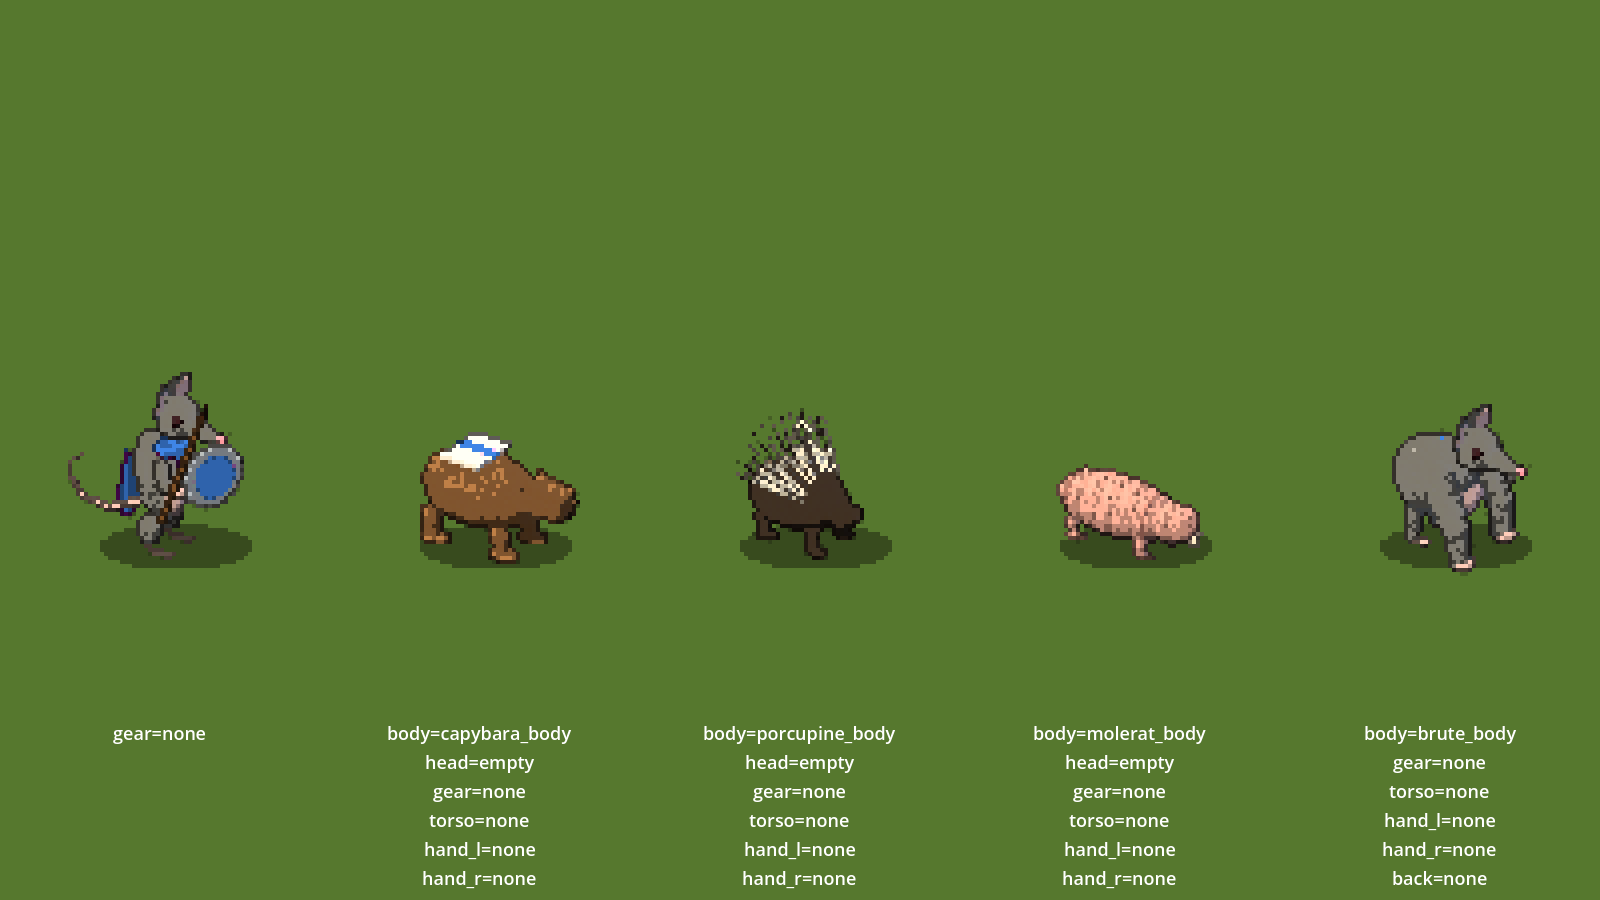 gear=none
body=capybara_body
head=empty
gear=none
torso=none
hand_l=none
hand_r=none
body=porcupine_body
head=empty
gear=none
torso=none
hand_l=none
hand_r=none
body=molerat_body
head=empty
gear=none
torso=none
hand_l=none
hand_r=none
body=brute_body
gear=none
torso=none
hand_l=none
hand_r=none
back=none